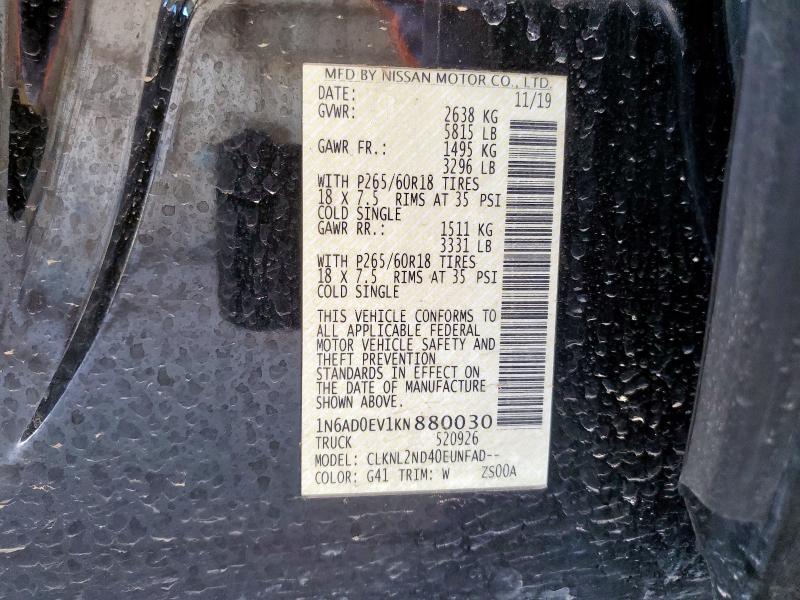 MFD BY NISSAN MOTOR CO., LTD.
DATE: 11/19
GVWR: 2638 KG
5815 LB
GAWR FR.: 1495 KG
3296 LB
WITH P265/60R18 TIRES
18 X 7.5 RIMS AT 35 PSI
COLD SINGLE
GAWR RR.: 1511 KG
3331 LB
WITH P265/60R18 TIRES
18 X 7.5 RIMS AT 35 PSI
COLD SINGLE
THIS VEHICLE CONFORMS TO
ALL APPLICABLE FEDERAL
MOTOR VEHICLE SAFETY AND
THEFT PREVENTION
STANDARDS IN EFFECT ON
THE DATE OF MANUFACTURE
SHOWN ABOVE.
1N6AD0EV1KN880030
TRUCK 520926
MODEL: CLKNL2ND40EUNFAD--
COLOR: G41 TRIM: W ZS00A